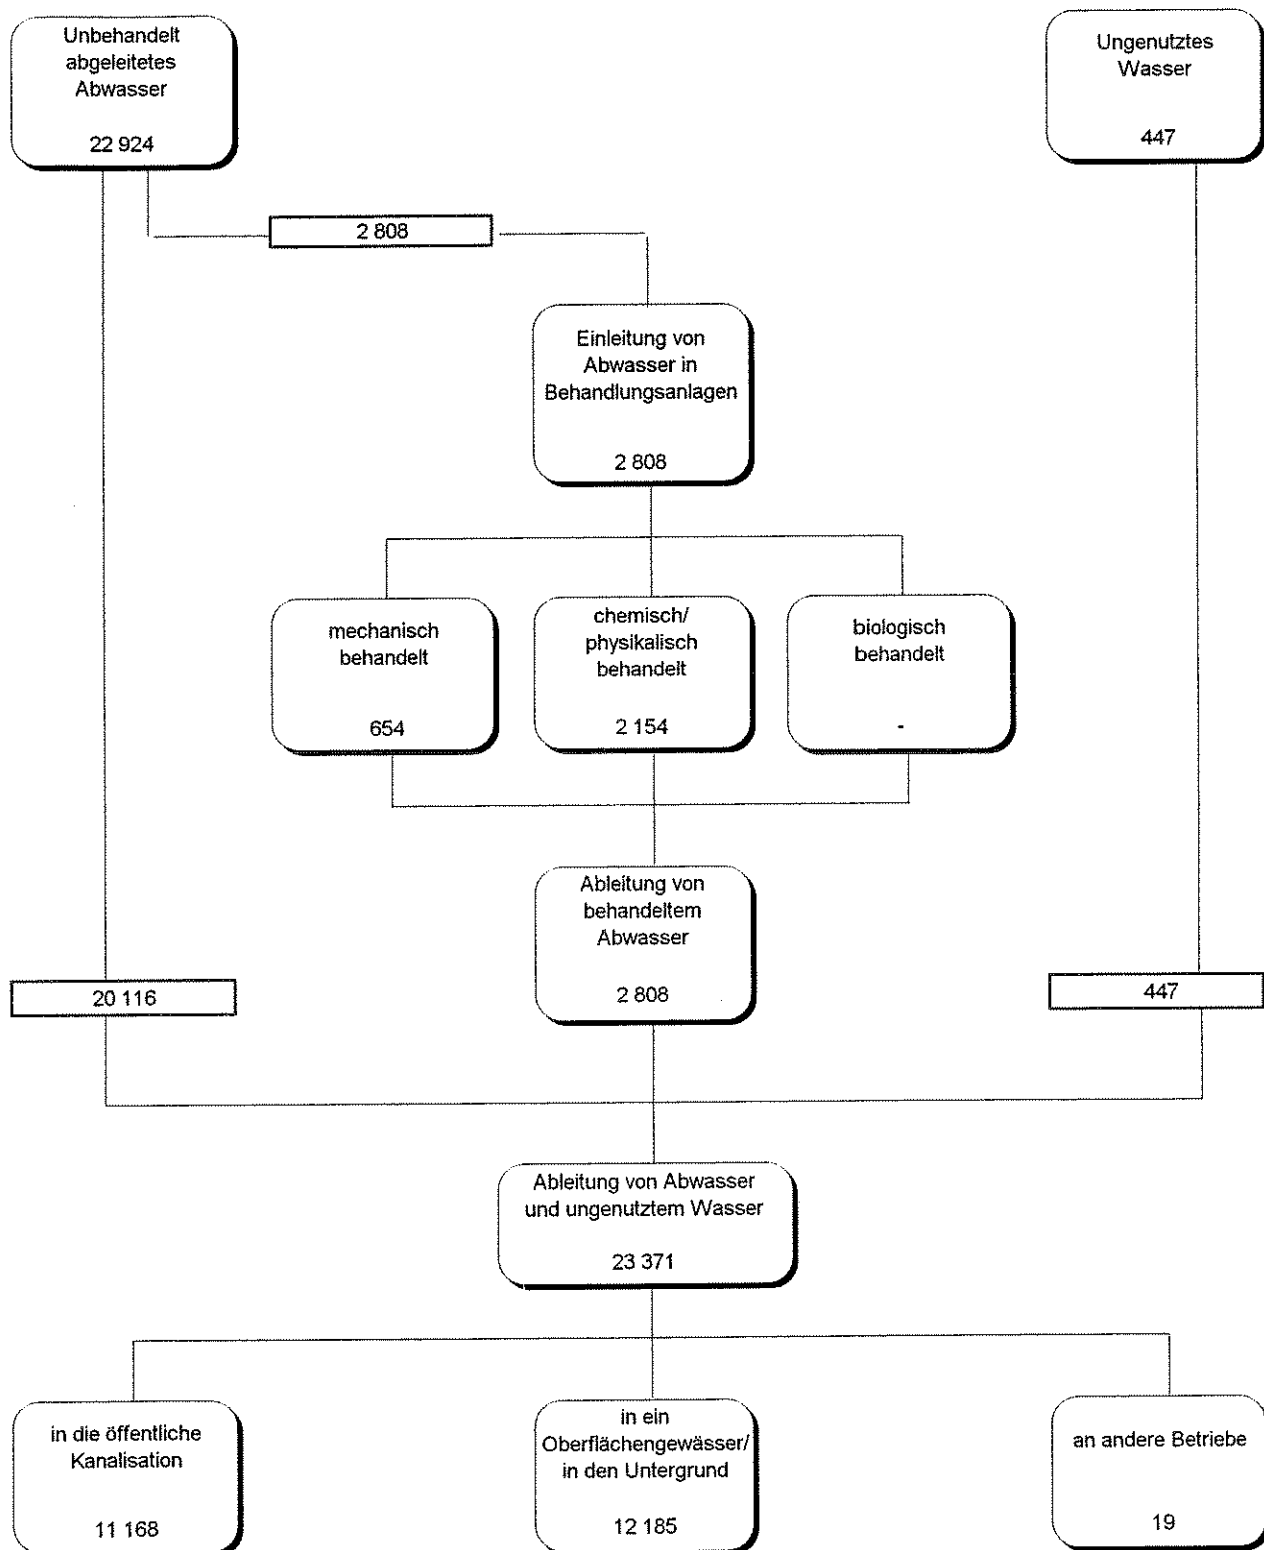 Unbehandelt
abgeleitetes
Abwasser
22 924
Ungenutztes
Wasser
447
2 808
Einleitung von
Abwasser in
Behandlungsanlagen
2 808
mechanisch
behandelt
654
chemisch/
physikalisch
behandelt
2 154
biologisch
behandelt
-
Ableitung von
behandeltem
Abwasser
2 808
20 116
447
Ableitung von Abwasser
und ungenutztem Wasser
23 371
in die öffentliche
Kanalisation
11 168
in ein
Oberflächengewässer/
in den Untergrund
12 185
an andere Betriebe
19